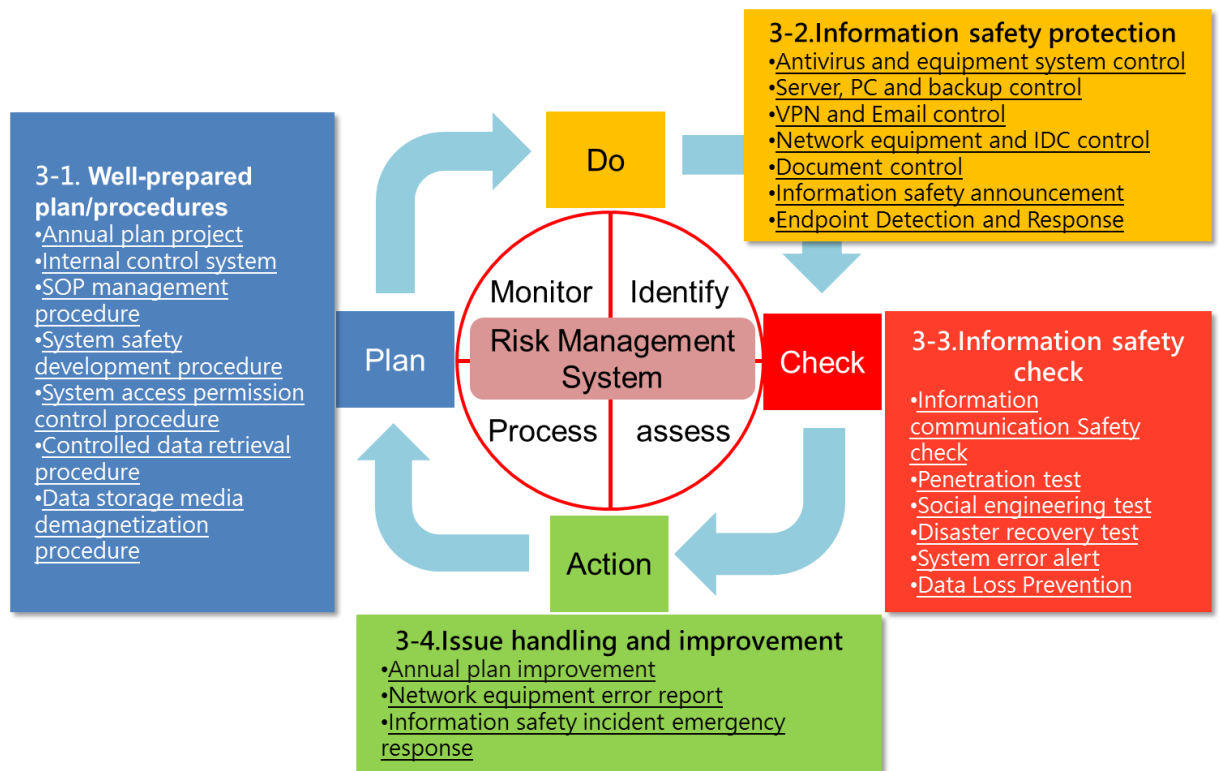 3-1. Well-prepared
plan/procedures
•Annual plan project
•Internal control system
•SOP management
procedure
•System safety
development procedure
•System access permission
control procedure
•Controlled data retrieval
procedure
•Data storage media
demagnetization
procedure
Plan
Do
3-2.Information safety protection
•Antivirus and equipment system control
•Server, PC and backup control
•VPN and Email control
•Network equipment and IDC control
•Document control
•Information safety announcement
•Endpoint Detection and Response
Monitor
Identify
Risk Management
System
Process
assess
Check
3-3.Information safety
check
•Information
communication Safety
check
•Penetration test
•Social engineering test
•Disaster recovery test
•System error alert
•Data Loss Prevention
Action
3-4.Issue handling and improvement
•Annual plan improvement
•Network equipment error report
•Information safety incident emergency
response